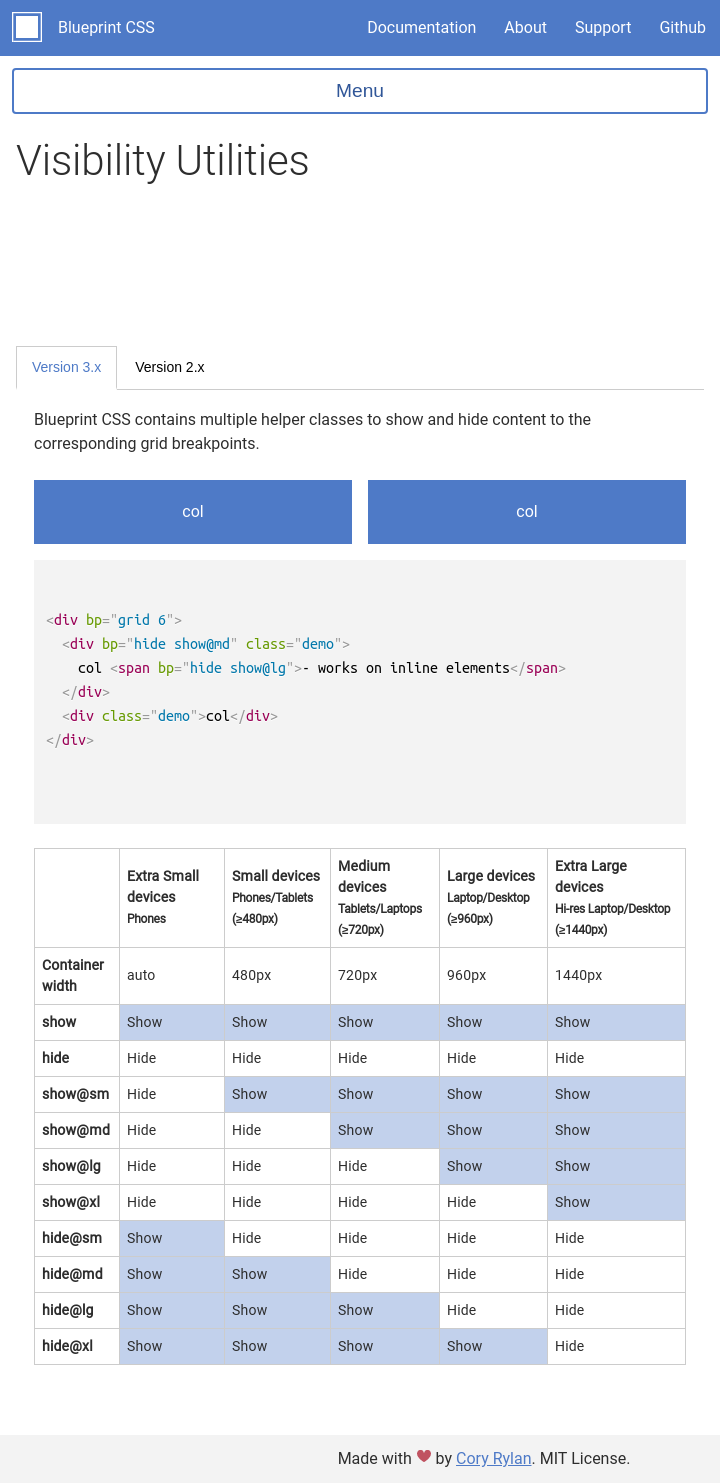 Blueprint CSS Documentation About Support Github
Menu
Visibility Utilities
Version 3.x Version 2.x
Blueprint CSS contains multiple helper classes to show and hide content to the
corresponding grid breakpoints.
col col
<div bp="grid 6">
  <div bp="hide show@md" class="demo">
    col <span bp="hide show@lg">- works on inline elements</span>
  </div>
  <div class="demo">col</div>
</div>
Extra Small devices Phones Small devices Phones/Tablets (≥480px) Medium devices Tablets/Laptops (≥720px) Large devices Laptop/Desktop (≥960px) Extra Large devices Hi-res Laptop/Desktop (≥1440px)
Container width auto 480px 720px 960px 1440px
show Show Show Show Show Show
hide Hide Hide Hide Hide Hide
show@sm Hide Show Show Show Show
show@md Hide Hide Show Show Show
show@lg Hide Hide Hide Show Show
show@xl Hide Hide Hide Hide Show
hide@sm Show Hide Hide Hide Hide
hide@md Show Show Hide Hide Hide
hide@lg Show Show Show Hide Hide
hide@xl Show Show Show Show Hide
Made with ❤ by Cory Rylan. MIT License.